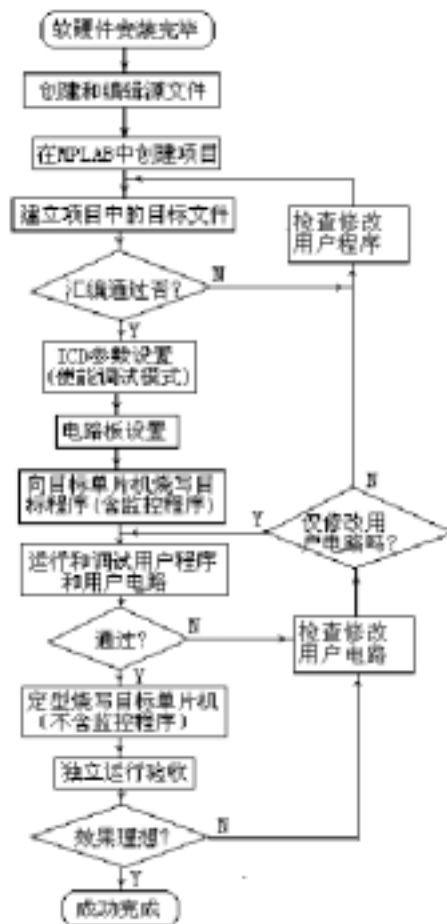 软硬件安装完毕
创建和编辑源文件
在MPLAB中创建项目
建立项目中的目标文件
检查修改
用户程序
汇编通过否?
N
Y
ICD参数设置
(使能调试模式)
电路板设置
向目标单片机烧写目
标程序(含监控程序)
N
Y
仅修改用
户电路吗?
运行和调试用户程序
和用户电路
通过?
N
检查修改
用户电路
Y
定型烧写目标单片机
(不含监控程序)
独立运行验收
效果理想?
N
Y
成功完成